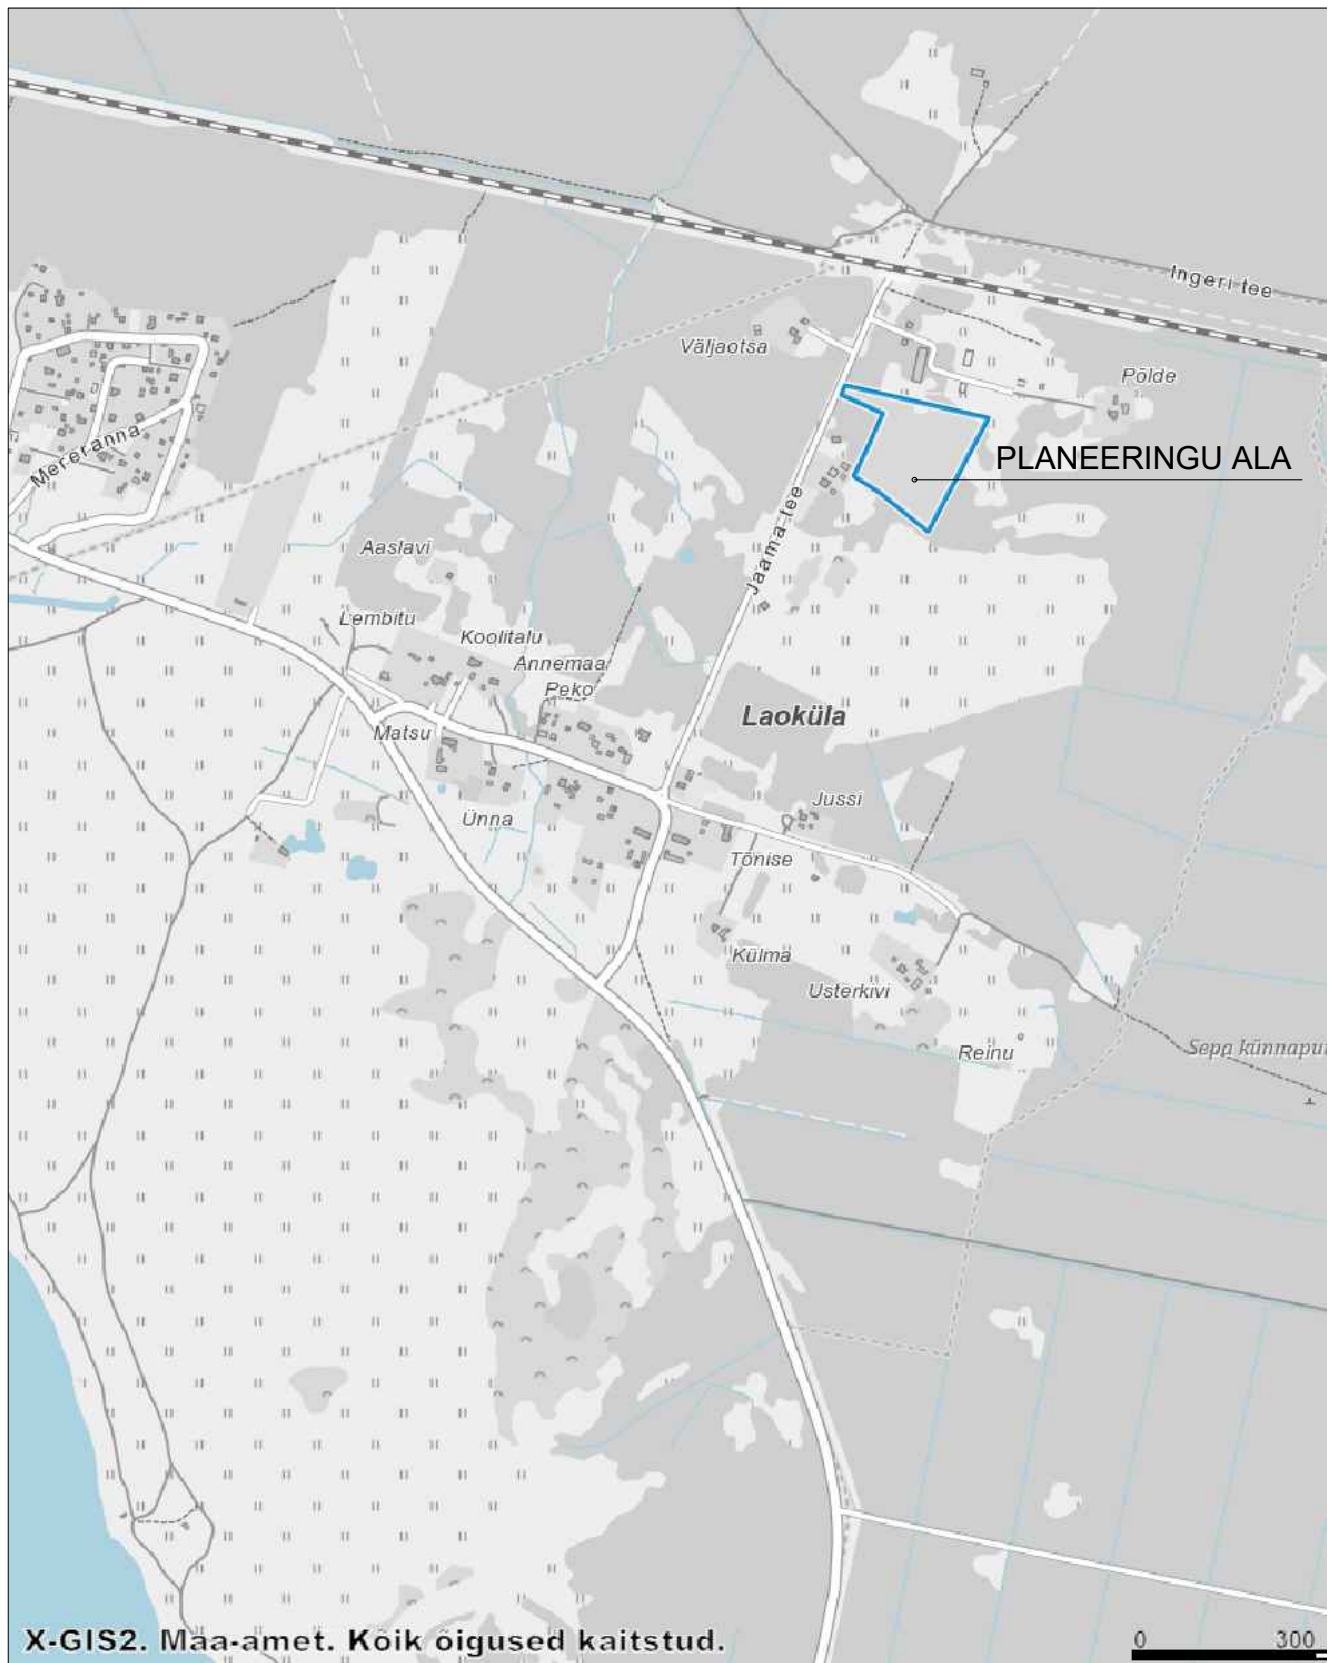 Ingeri tee
Väljaotsa
Põlde
Mereranna
PLANEERINGU ALA
Jaama tee
Aaslavi
Lembitu
Koolitalu
Annemaa
Peko
Laoküla
Matsu
Jussi
Ünna
Tõnise
Külma
Usterkivi
Reinu
Sepa künnapu
X-GIS2. Maa-amet. Kõik õigused kaitstud.
0 300